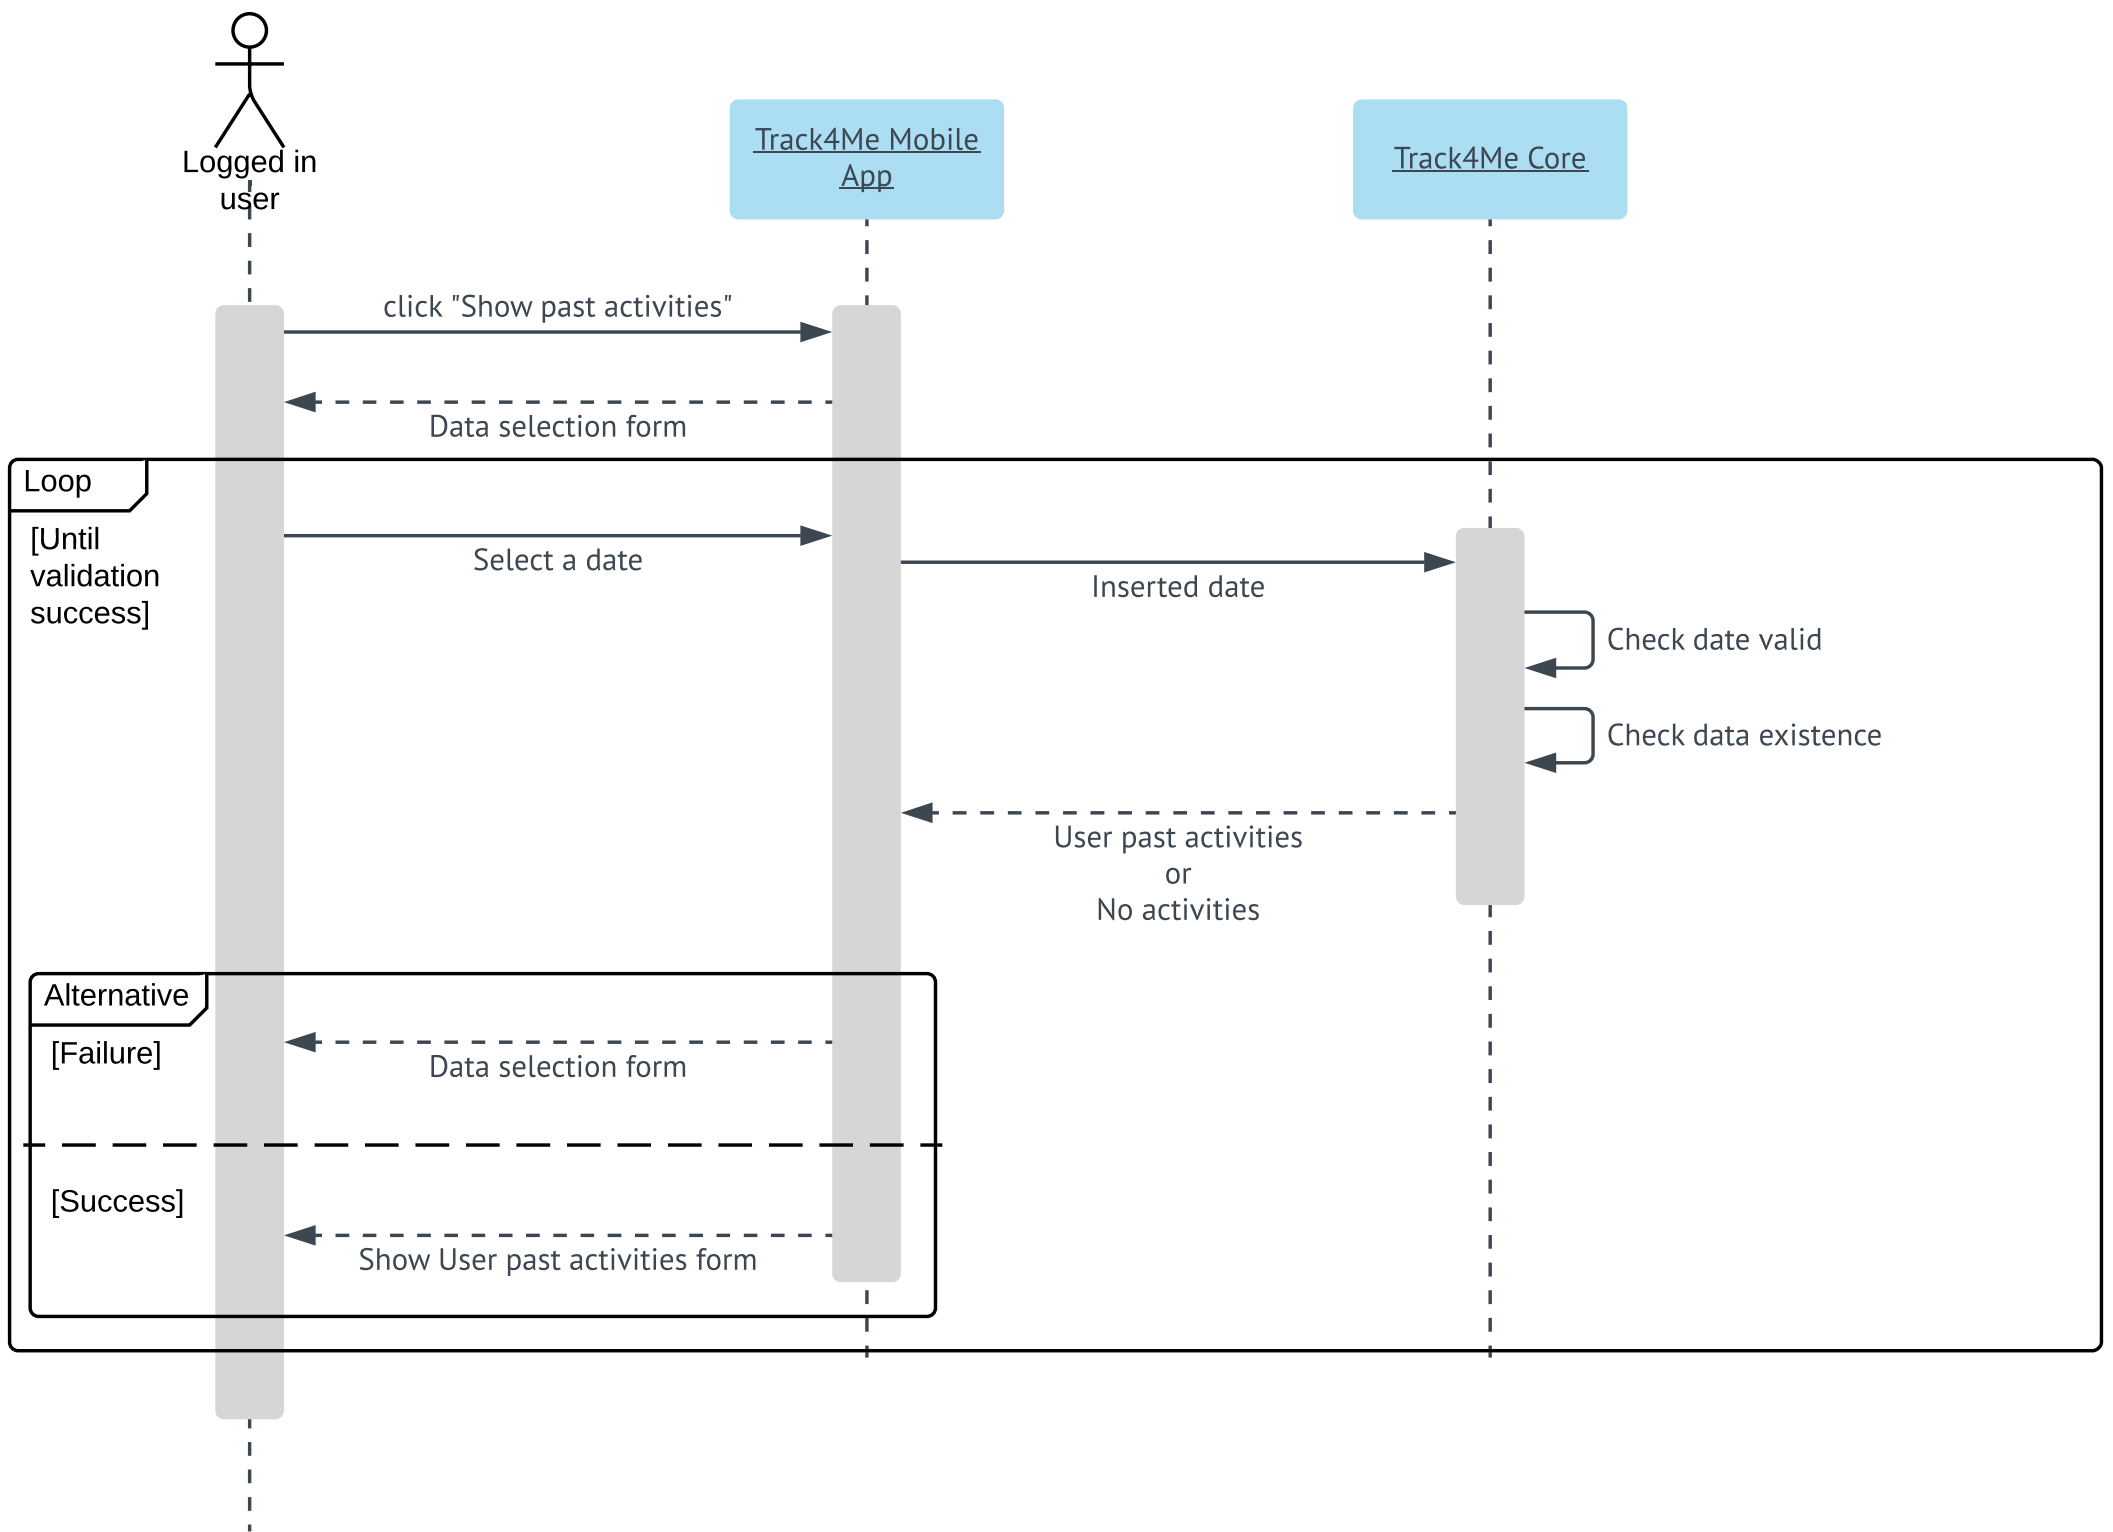 Logged in
user
Track4Me Mobile
App
Track4Me Core
click "Show past activities"
Data selection form
Loop
[Until
validation
success]
Select a date
Inserted date
Check date valid
Check data existence
User past activities
or
No activities
Alternative
[Failure]
Data selection form
[Success]
Show User past activities form